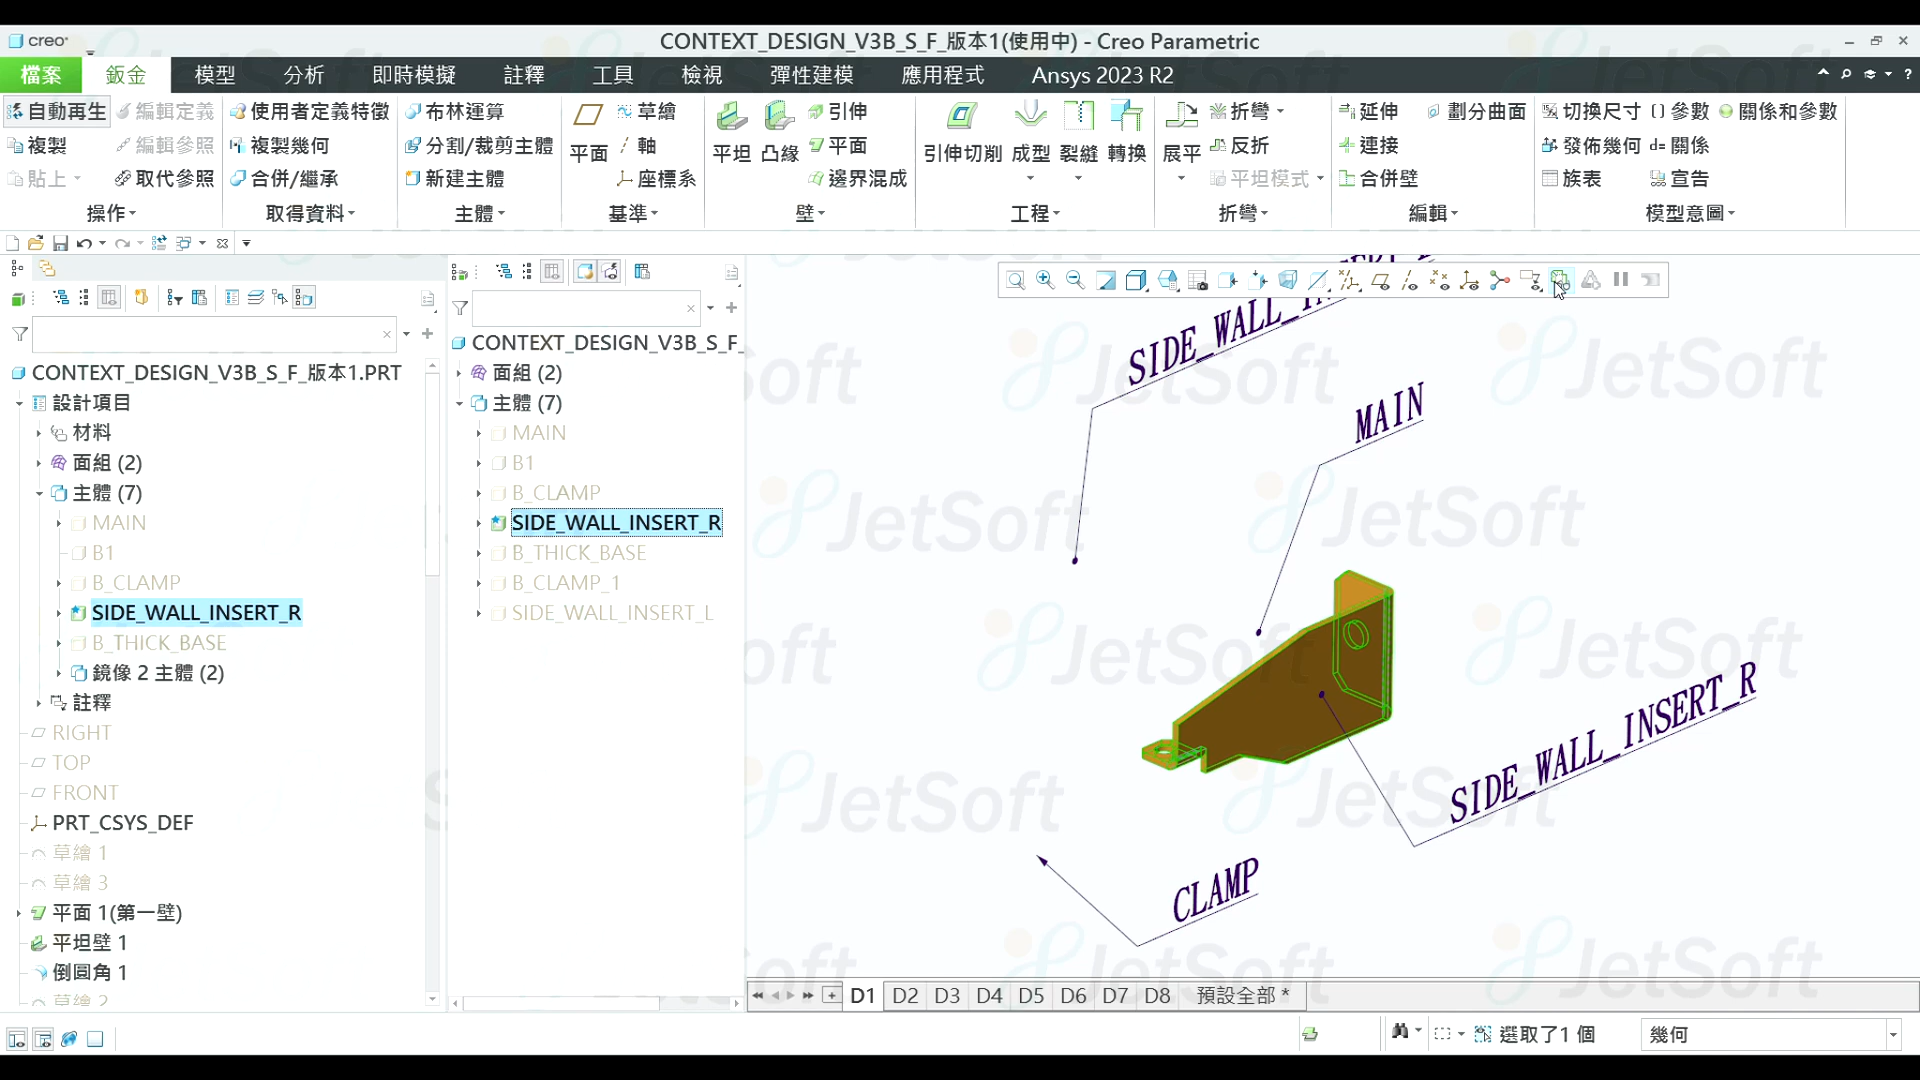 creo
CONTEXT_DESIGN_V3B_S_F_版本1(使用中) - Creo Parametric
檔案 鈑金 模型 分析 即時模擬 註釋 工具 檢視 彈性建模 應用程式 Ansys 2023 R2
自動再生 編輯定義 使用者定義特徵 布林運算 草繪 引伸 折彎 延伸 劃分曲面 切換尺寸 參數 關係和參數
複製 編輯參照 複製幾何 分割/裁剪主體 平面 軸 平坦 凸緣 平面 引伸切削 成型 裂縫 轉換 展平 反折 連接 發佈幾何 關係
貼上 取代參照 合併/繼承 新建主體 座標系 邊界混成 平坦模式 合併壁 族表 宣告
操作 取得資料 主體 基準 壁 工程 折彎 編輯 模型意圖
CONTEXT_DESIGN_V3B_S_F_版本1.PRT
設計項目
材料
面組 (2)
主體 (7)
MAIN
B1
B_CLAMP
SIDE_WALL_INSERT_R
B_THICK_BASE
鏡像 2 主體 (2)
註釋
RIGHT
TOP
FRONT
PRT_CSYS_DEF
草繪 1
草繪 3
平面 1(第一壁)
平坦壁 1
倒圓角 1
草繪 2
CONTEXT_DESIGN_V3B_S_F_
面組 (2)
主體 (7)
MAIN
B1
B_CLAMP
SIDE_WALL_INSERT_R
B_THICK_BASE
B_CLAMP_1
SIDE_WALL_INSERT_L
MAIN
SIDE_WALL_INSERT_R
CLAMP
JetSoft
D1 D2 D3 D4 D5 D6 D7 D8 預設全部 *
選取了1 個 幾何